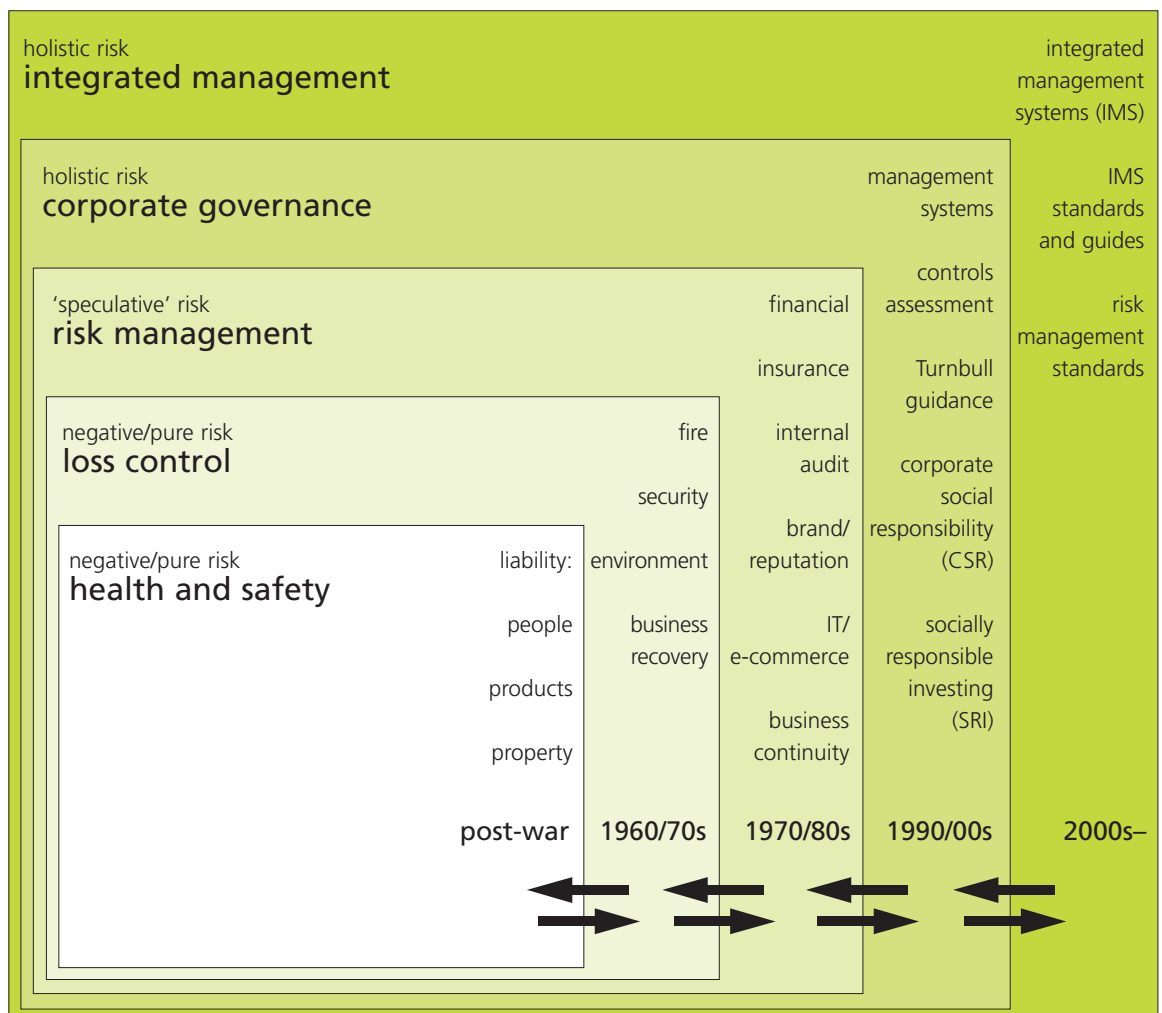 holistic risk
integrated management
integrated
management
systems (IMS)
IMS
standards
and guides
risk
management
standards
holistic risk
corporate governance
management
systems
controls
assessment
Turnbull
guidance
corporate
social
responsibility
(CSR)
socially
responsible
investing
(SRI)
‘speculative’ risk
risk management
financial
insurance
internal
audit
brand/
reputation
IT/
e-commerce
business
continuity
negative/pure risk
loss control
fire
security
environment
business
recovery
negative/pure risk
health and safety
liability:
people
products
property
post-war
1960/70s
1970/80s
1990/00s
2000s–